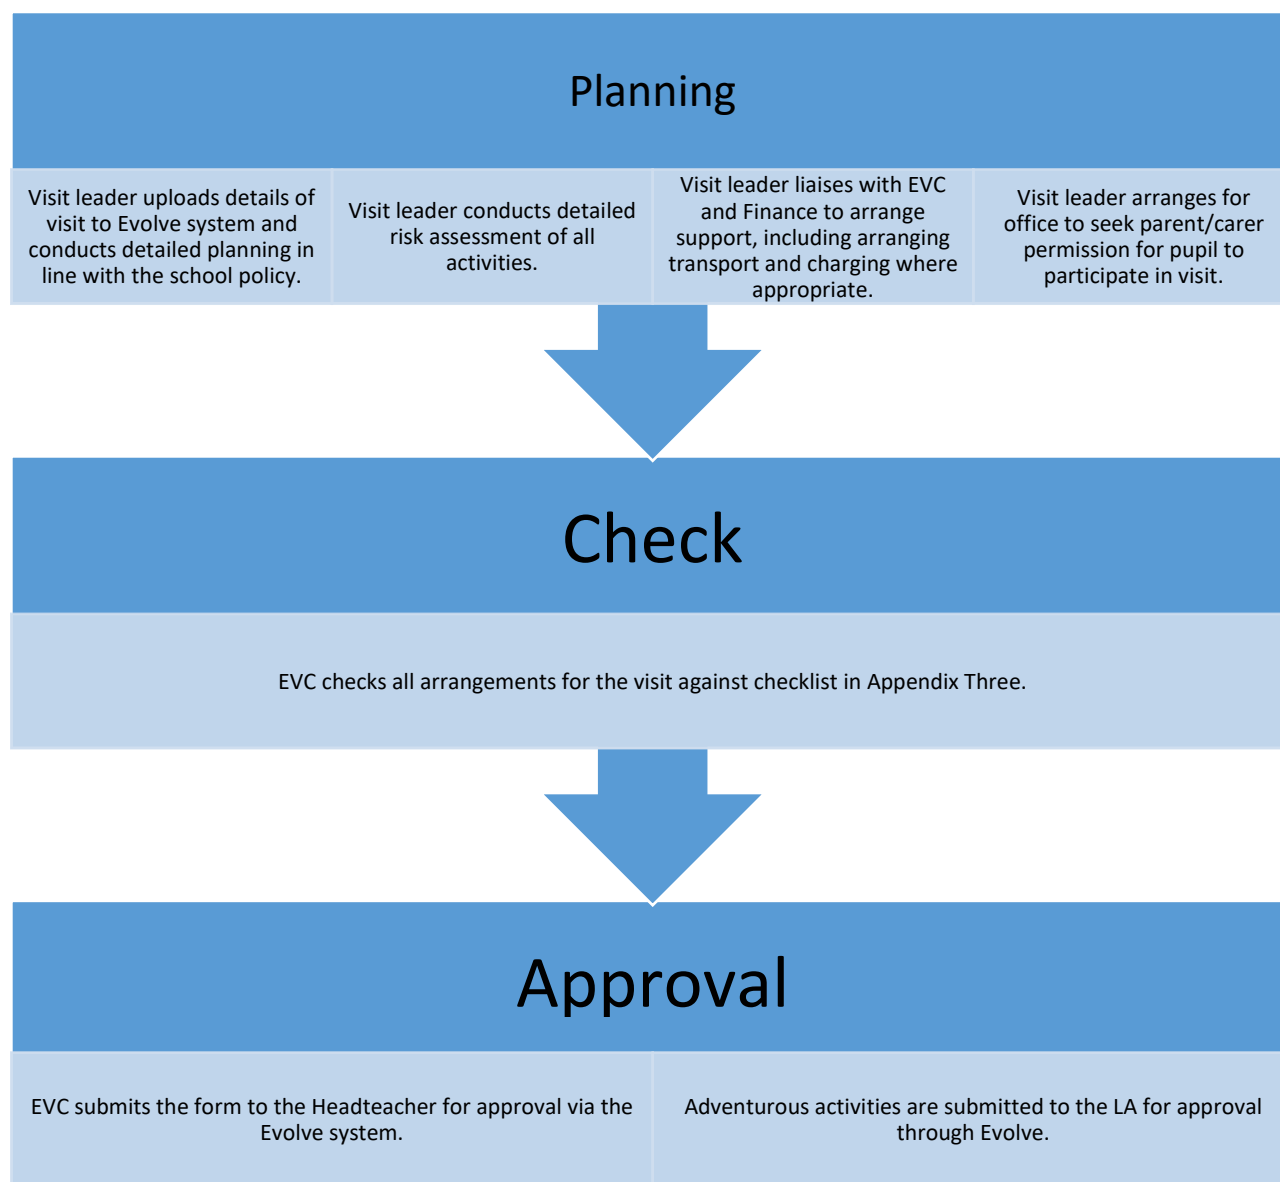 Planning
Visit leader uploads details of
visit to Evolve system and
conducts detailed planning in
line with the school policy.
Visit leader conducts detailed
risk assessment of all
activities.
Visit leader liaises with EVC
and Finance to arrange
support, including arranging
transport and charging where
appropriate.
Visit leader arranges for
office to seek parent/carer
permission for pupil to
participate in visit.
Check
EVC checks all arrangements for the visit against checklist in Appendix Three.
Approval
EVC submits the form to the Headteacher for approval via the
Evolve system.
Adventurous activities are submitted to the LA for approval
through Evolve.